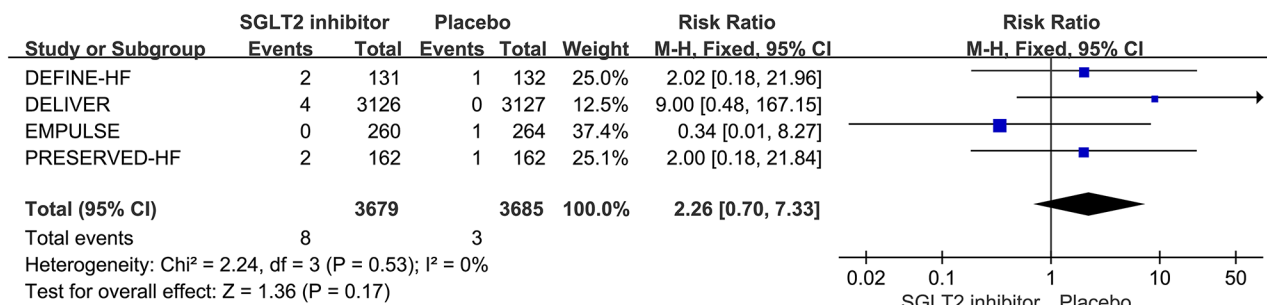 SGLT2 inhibitor Placebo Risk Ratio Risk Ratio
Study or Subgroup Events Total Events Total Weight M-H, Fixed, 95% CI M-H, Fixed, 95% CI
DEFINE-HF 2 131 1 132 25.0% 2.02 [0.18, 21.96]
DELIVER 4 3126 0 3127 12.5% 9.00 [0.48, 167.15]
EMPULSE 0 260 1 264 37.4% 0.34 [0.01, 8.27]
PRESERVED-HF 2 162 1 162 25.1% 2.00 [0.18, 21.84]
Total (95% CI) 3679 3685 100.0% 2.26 [0.70, 7.33]
Total events 8 3
Heterogeneity: Chi² = 2.24, df = 3 (P = 0.53); I² = 0%
Test for overall effect: Z = 1.36 (P = 0.17)
0.02 0.1 1 10 50
SGLT2 inhibitor Placebo